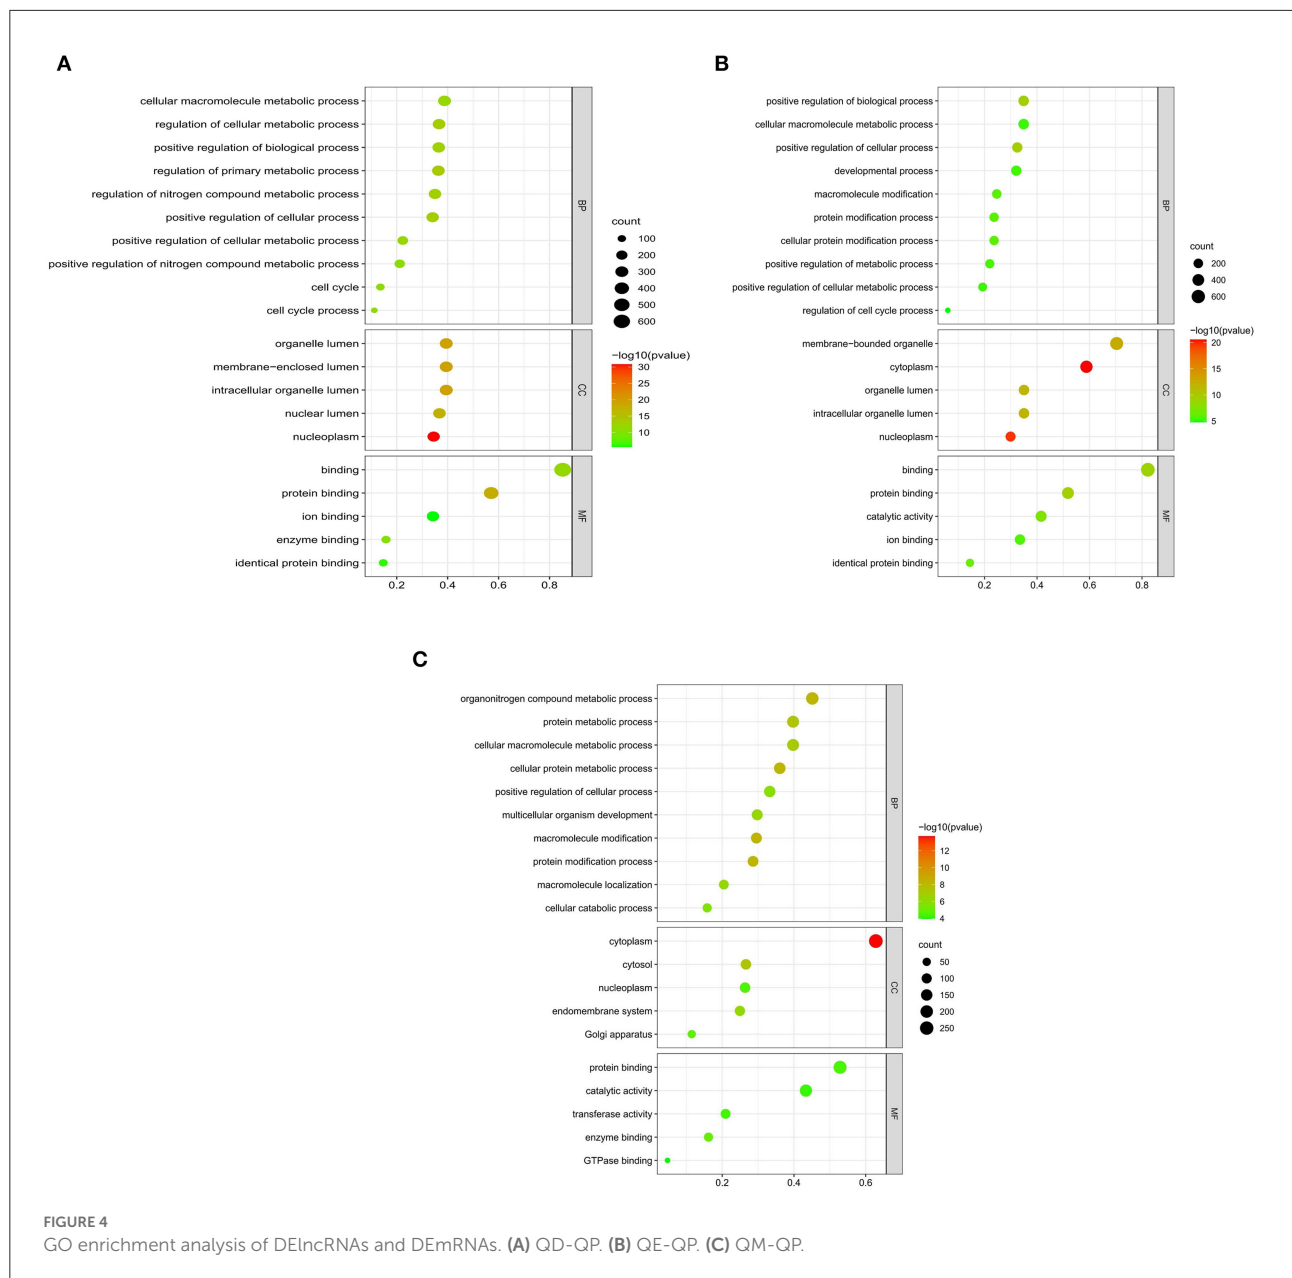 A
cellular macromolecule metabolic process
regulation of cellular metabolic process
positive regulation of biological process
regulation of primary metabolic process
regulation of nitrogen compound metabolic process
positive regulation of cellular process
positive regulation of cellular metabolic process
positive regulation of nitrogen compound metabolic process
cell cycle
cell cycle process
BP
organelle lumen
membrane−enclosed lumen
intracellular organelle lumen
nuclear lumen
nucleoplasm
CC
binding
protein binding
ion binding
enzyme binding
identical protein binding
MF
0.2 0.4 0.6 0.8
count
100
200
300
400
500
600
−log10(pvalue)
30
25
20
15
10
B
positive regulation of biological process
cellular macromolecule metabolic process
positive regulation of cellular process
developmental process
macromolecule modification
protein modification process
cellular protein modification process
positive regulation of metabolic process
positive regulation of cellular metabolic process
regulation of cell cycle process
BP
membrane−bounded organelle
cytoplasm
organelle lumen
intracellular organelle lumen
nucleoplasm
CC
binding
protein binding
catalytic activity
ion binding
identical protein binding
MF
0.2 0.4 0.6 0.8
count
200
400
600
−log10(pvalue)
20
15
10
5
C
organonitrogen compound metabolic process
protein metabolic process
cellular macromolecule metabolic process
cellular protein metabolic process
positive regulation of cellular process
multicellular organism development
macromolecule modification
protein modification process
macromolecule localization
cellular catabolic process
BP
cytoplasm
cytosol
nucleoplasm
endomembrane system
Golgi apparatus
CC
protein binding
catalytic activity
transferase activity
enzyme binding
GTPase binding
MF
0.2 0.4 0.6
−log10(pvalue)
12
10
8
6
4
count
50
100
150
200
250
FIGURE 4
GO enrichment analysis of DElncRNAs and DEmRNAs. (A) QD-QP. (B) QE-QP. (C) QM-QP.